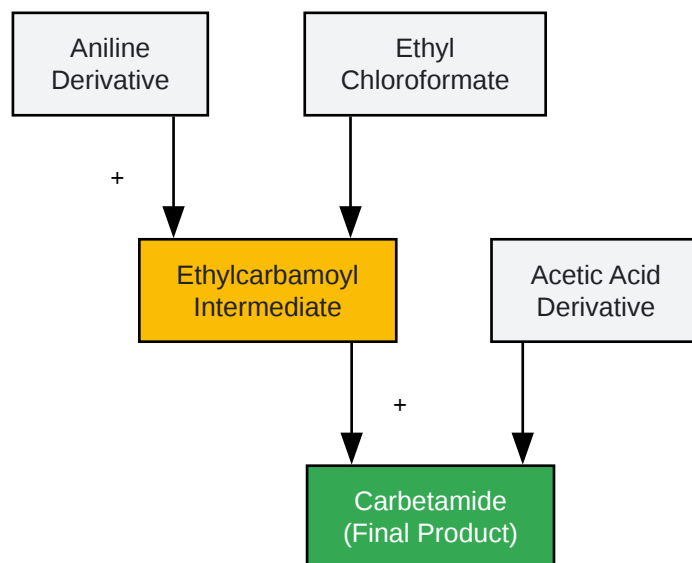 Aniline
Derivative
Ethyl
Chloroformate
+
Ethylcarbamoyl
Intermediate
Acetic Acid
Derivative
+
Carbetamide
(Final Product)